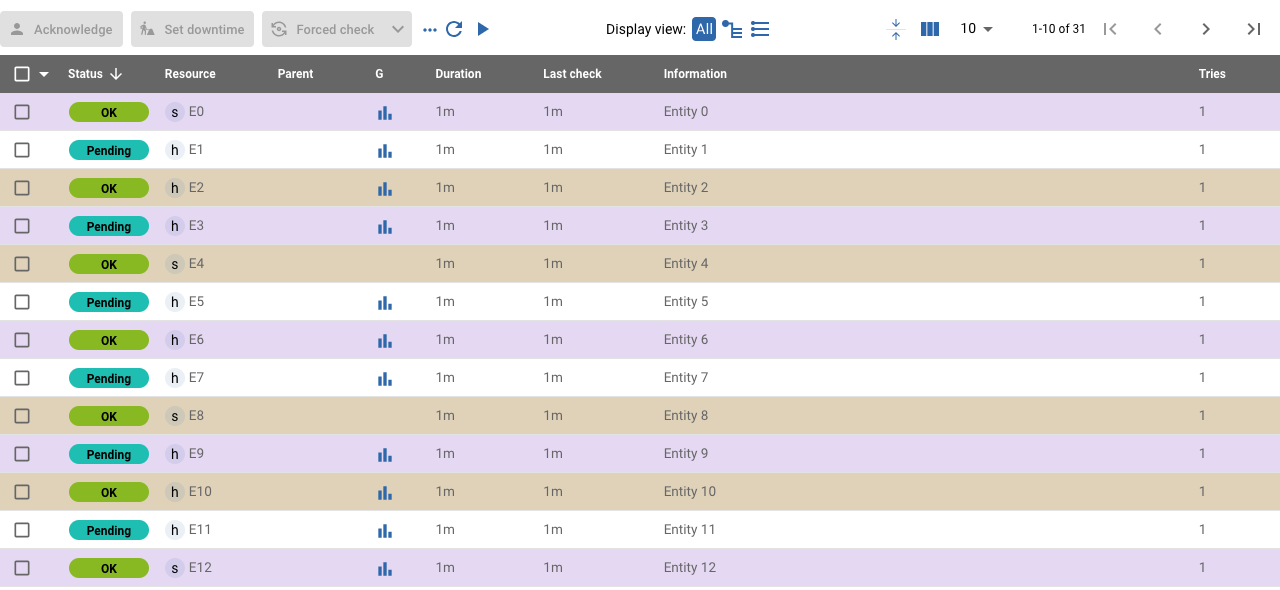 Acknowledge Set downtime Forced check Display view: All 10 1-10 of 31
Status Resource Parent G Duration Last check Information Tries
OK s E0 1m 1m Entity 0 1
Pending h E1 1m 1m Entity 1 1
OK h E2 1m 1m Entity 2 1
Pending h E3 1m 1m Entity 3 1
OK s E4 1m 1m Entity 4 1
Pending h E5 1m 1m Entity 5 1
OK h E6 1m 1m Entity 6 1
Pending h E7 1m 1m Entity 7 1
OK s E8 1m 1m Entity 8 1
Pending h E9 1m 1m Entity 9 1
OK h E10 1m 1m Entity 10 1
Pending h E11 1m 1m Entity 11 1
OK s E12 1m 1m Entity 12 1